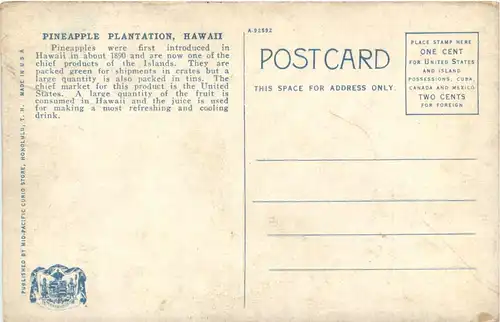 PINEAPPLE PLANTATION, HAWAII
Pineapples were first introduced in
Hawaii in about 1890 and are now one of the
chief products of the Islands. They are
packed green for shipments in crates but a
large quantity is also packed in tins. The
chief market for this product is the United
States. A large quantity of the fruit is
consumed in Hawaii and the juice is used
for making a most refreshing and cooling
drink.
PUBLISHED BY MID-PACIFIC CURIO STORE, HONOLULU, T. H. MADE IN U.S.A.
A-91592
POST CARD
THIS SPACE FOR ADDRESS ONLY.
PLACE STAMP HERE
ONE CENT
FOR UNITED STATES
AND ISLAND
POSSESSIONS, CUBA,
CANADA AND MEXICO
TWO CENTS
FOR FOREIGN